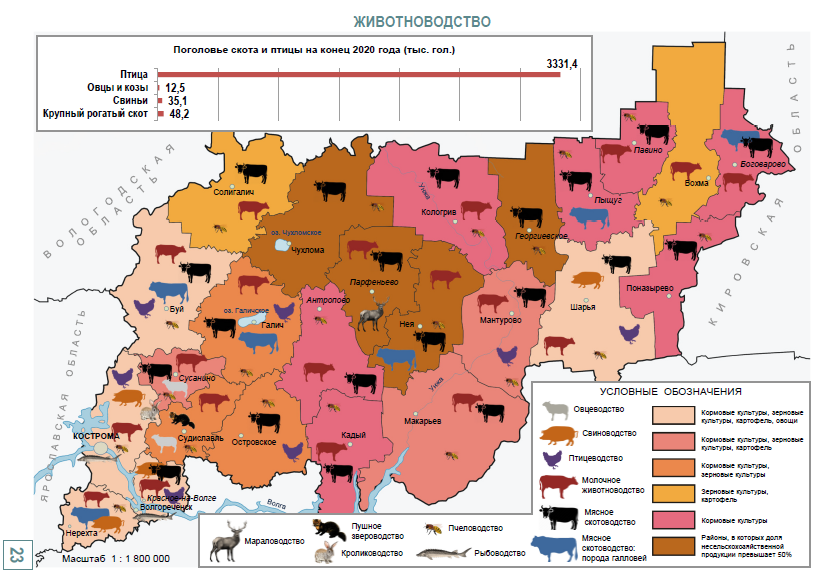 ЖИВОТНОВОДСТВО
Поголовье скота и птицы на конец 2020 года (тыс. гол.)
Птица 3331,4
Овцы и козы 12,5
Свиньи 35,1
Крупный рогатый скот 48,2
ВОЛОГОДСКАЯ
ОБЛАСТЬ
ОБЛАСТЬ
КИРОВСКАЯ
ЯРОСЛАВСКАЯ ОБЛАСТЬ
Павино
Боговарово
Вохма
Солигалич
Пыщуг
Унжа
Кологрив
Георгиевское
оз. Чухломское
Чухлома
Парфеньево
Поназырево
Антропово
Шарья
Буй
оз. Галичское
Галич
Нея
Мантурово
Сусанино
Унжа
Макарьев
КОСТРОМА
Судиславль
Островское
Кадый
Красное-на-Волге
Волгореченск
Волга
Нерехта
Масштаб 1 : 1 800 000
23
УСЛОВНЫЕ ОБОЗНАЧЕНИЯ
Овцеводство
Свиноводство
Птицеводство
Молочное
животноводство
Мясное
скотоводство
Мясное
скотоводство:
порода галловей
Кормовые культуры, зерновые
культуры, картофель, овощи
Кормовые культуры, зерновые
культуры, картофель
Кормовые культуры,
зерновые культуры
Зерновые культуры,
картофель
Кормовые культуры
Районы, в которых доля
несельскохозяйственной
продукции превышает 50%
Мараловодство
Пушное
звероводство
Кролиководство
Пчеловодство
Рыбоводство